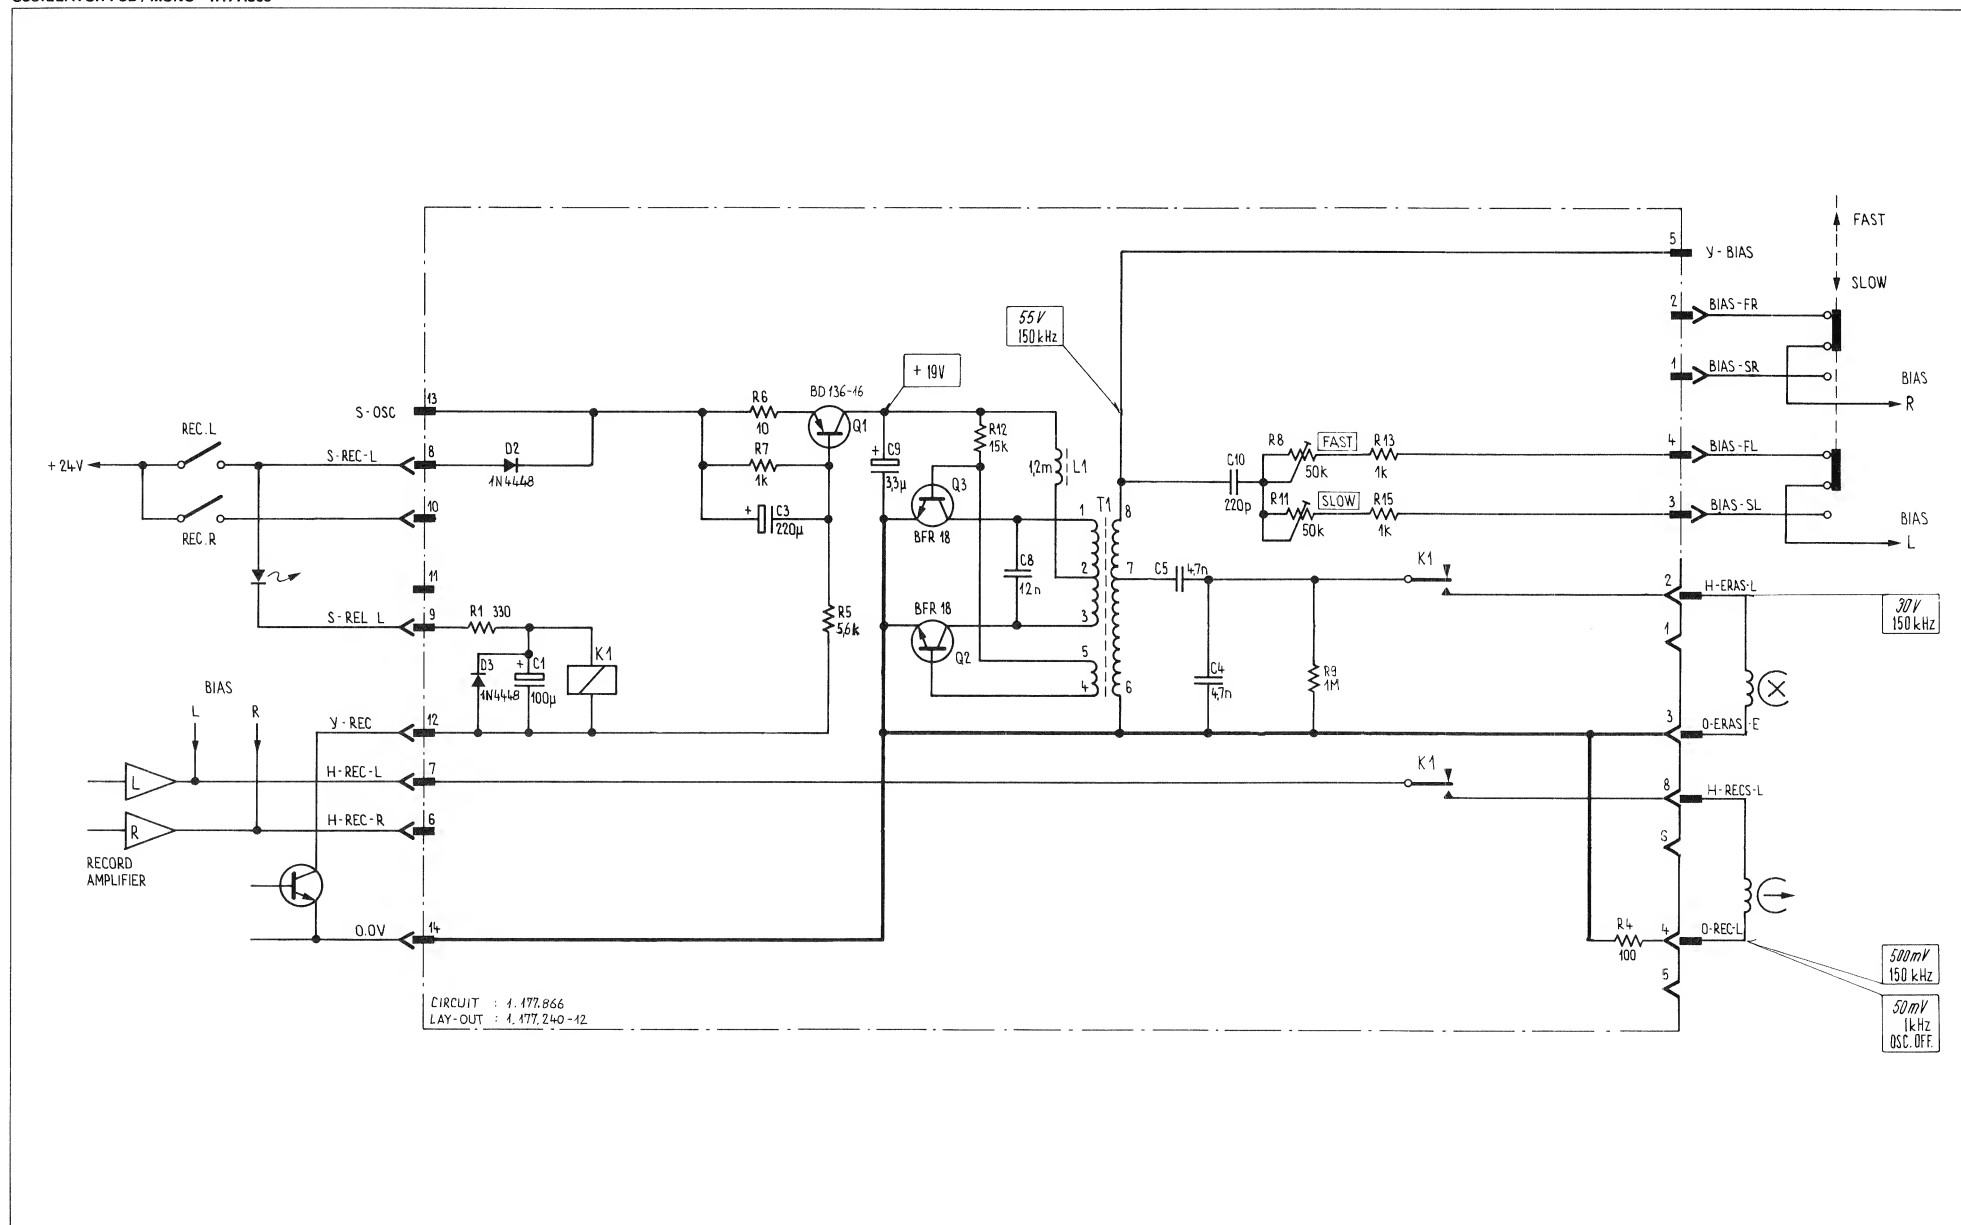 5
Y-BIAS
FAST
SLOW
2
BIAS-FR
1
BIAS-SR
BIAS
R
55V
150kHz
+ 19V
BD136-16
S-OSC
13
R6
10
Q1
R12
15k
REC.L
+24V
S-REC-L
8
D2
1N4448
R7
1k
+
C9
3,3µ
1,2m
L1
Q3
C10
220p
R8
FAST
50k
R13
1k
4
BIAS-FL
R11
SLOW
50k
R15
1k
3
BIAS-SL
BIAS
L
10
REC.R
+
C3
220µ
BFR 18
1
T1
8
C8
12n
2
7
C5
4,7n
K1
2
H-ERAS-L
30V
150kHz
11
S-REL L
9
R1 330
R5
5,6k
BFR 18
3
1
D3
1N4448
+
C1
100µ
K1
Q2
5
4
6
C4
4,7n
R9
1M
BIAS
L
R
Y-REC
12
3
0-ERAS-E
L
H-REC-L
7
K1
8
H-RECS-L
R
H-REC-R
6
S
RECORD
AMPLIFIER
0.0V
14
R4
100
4
0-REC-L
500mV
150 kHz
5
50mV
1kHz
OSC.OFF.
CIRCUIT : 1.177.866
LAY-OUT : 1.177.240-12